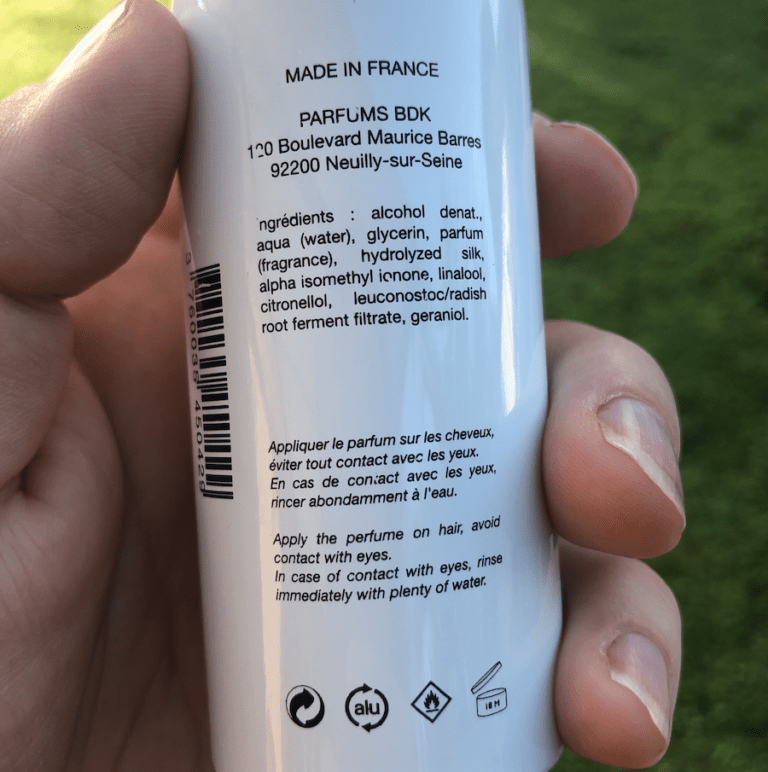 MADE IN FRANCE
PARFUMS BDK
120 Boulevard Maurice Barres
92200 Neuilly-sur-Seine
ngrédients : alcohol denat.,
aqua (water), glycerin, parfum
(fragrance), hydrolyzed silk,
alpha isomethyl ionone, linalool,
citronellol, leuconostoc/radish
root ferment filtrate, geraniol.
3 760035 450429
Appliquer le parfum sur les cheveux,
éviter tout contact avec les yeux.
En cas de contact avec les yeux,
rincer abondamment à l'eau.
Apply the perfume on hair, avoid
contact with eyes.
In case of contact with eyes, rinse
immediately with plenty of water.
alu
18 M